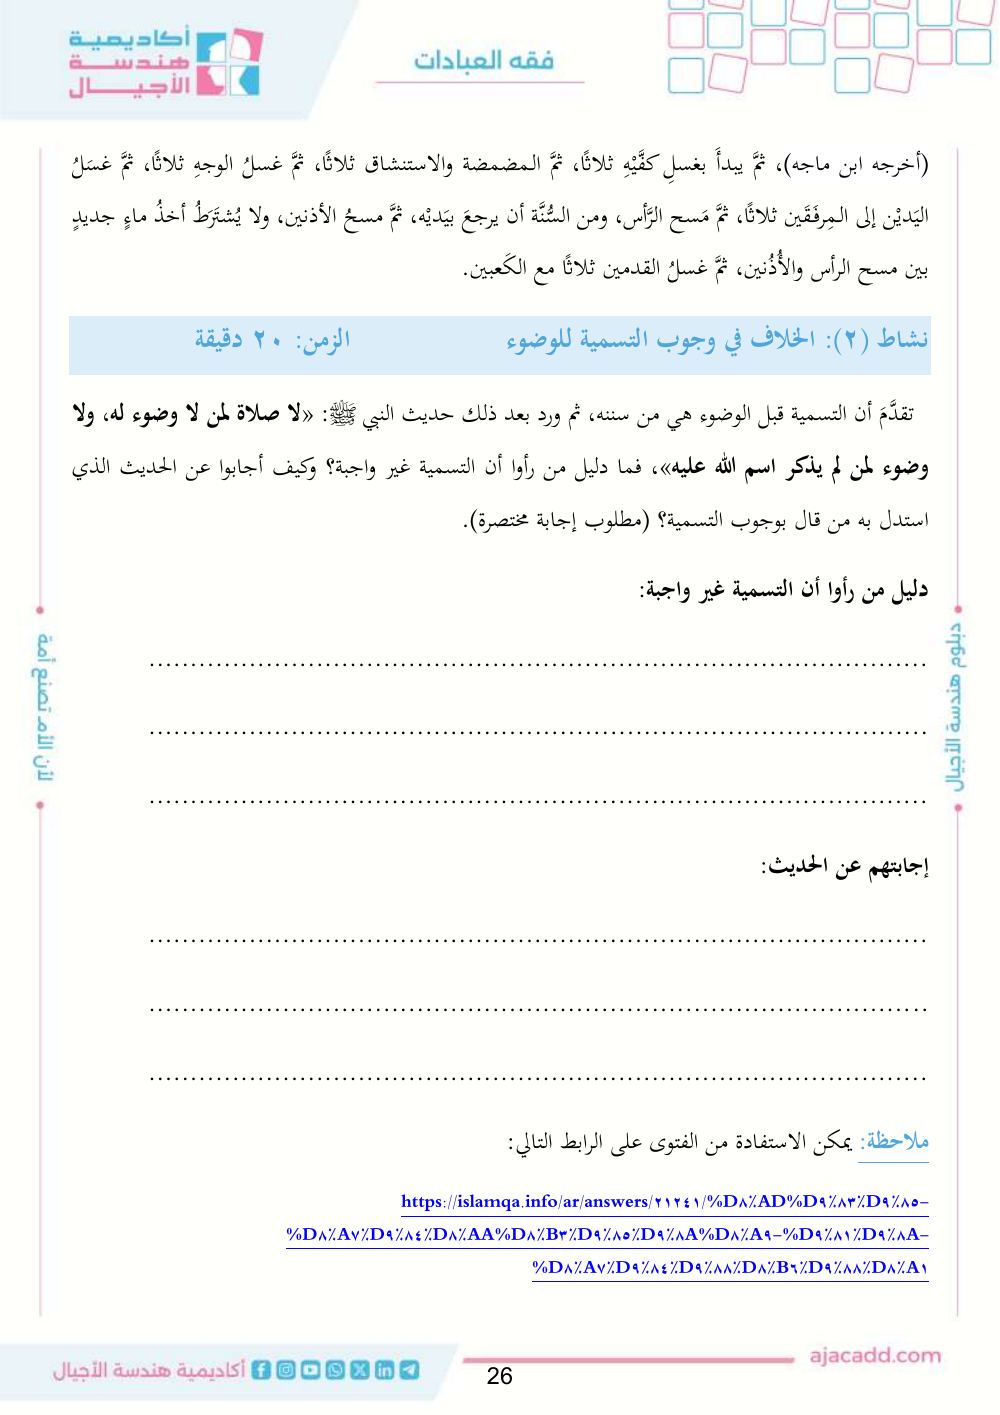 أكاديمية
هندسة
الأجيال
فقه العبادات
(أخرجه ابن ماجه)، ثمَّ يبدأَ بغسلِ كفَّيْهِ ثلاثًا، ثمَّ المضمضة والاستنشاق ثلاثًا، ثمَّ غسلُ الوجهِ ثلاثًا، ثمَّ غسَلُ
اليَديْن إلى المِرفَقَين ثلاثًا، ثمَّ مَسح الرَّأس، ومن السُّنَّة أن يرجعَ بيَديْه، ثمَّ مسحُ الأذنين، ولا يُشتَرَطُ أخذُ ماءٍ جديدٍ
بين مسح الرأس والأُذُنين، ثمَّ غسلُ القدمين ثلاثًا مع الكَعبين.
نشاط (٢): الخلاف في وجوب التسمية للوضوء الزمن: ٢٠ دقيقة
تقدَّمَ أن التسمية قبل الوضوء هي من سننه، ثم ورد بعد ذلك حديث النبي ﷺ: «لا صلاة لمن لا وضوء له، ولا
وضوء لمن لم يذكر اسم الله عليه»، فما دليل من رأوا أن التسمية غير واجبة؟ وكيف أجابوا عن الحديث الذي
استدل به من قال بوجوب التسمية؟ (مطلوب إجابة مختصرة).
دليل من رأوا أن التسمية غير واجبة:
إجابتهم عن الحديث:
ملاحظة: يمكن الاستفادة من الفتوى على الرابط التالي:
https://islamqa.info/ar/answers/٢١٢٤١/%D٨٪AD%D٩٪٨٣٪D٩٪٨٥-
%D٨٪A٧٪D٩٪٨٤٪D٨٪AA%D٨٪B٣٪D٩٪٨٥٪D٩٪٨A%D٨٪A٩-%D٩٪٨١٪D٩٪٨A-
%D٨٪A٧٪D٩٪٨٤٪D٩٪٨٨٪D٨٪B٦٪D٩٪٨٨٪D٨٪A١
دبلوم هندسة الأجيال
لأن الأم تصنع أمة
ajacadd.com
26
أكاديمية هندسة الأجيال